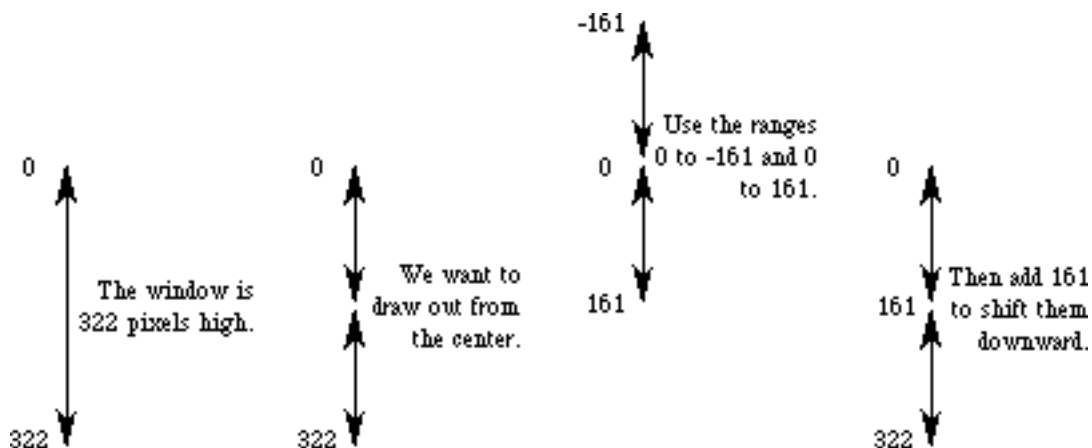 0
The window is
322 pixels high.
322
0
We want to
draw out from
the center.
322
-161
Use the ranges
0 to -161 and 0
to 161.
0
161
0
Then add 161
to shift them
downward.
161
322